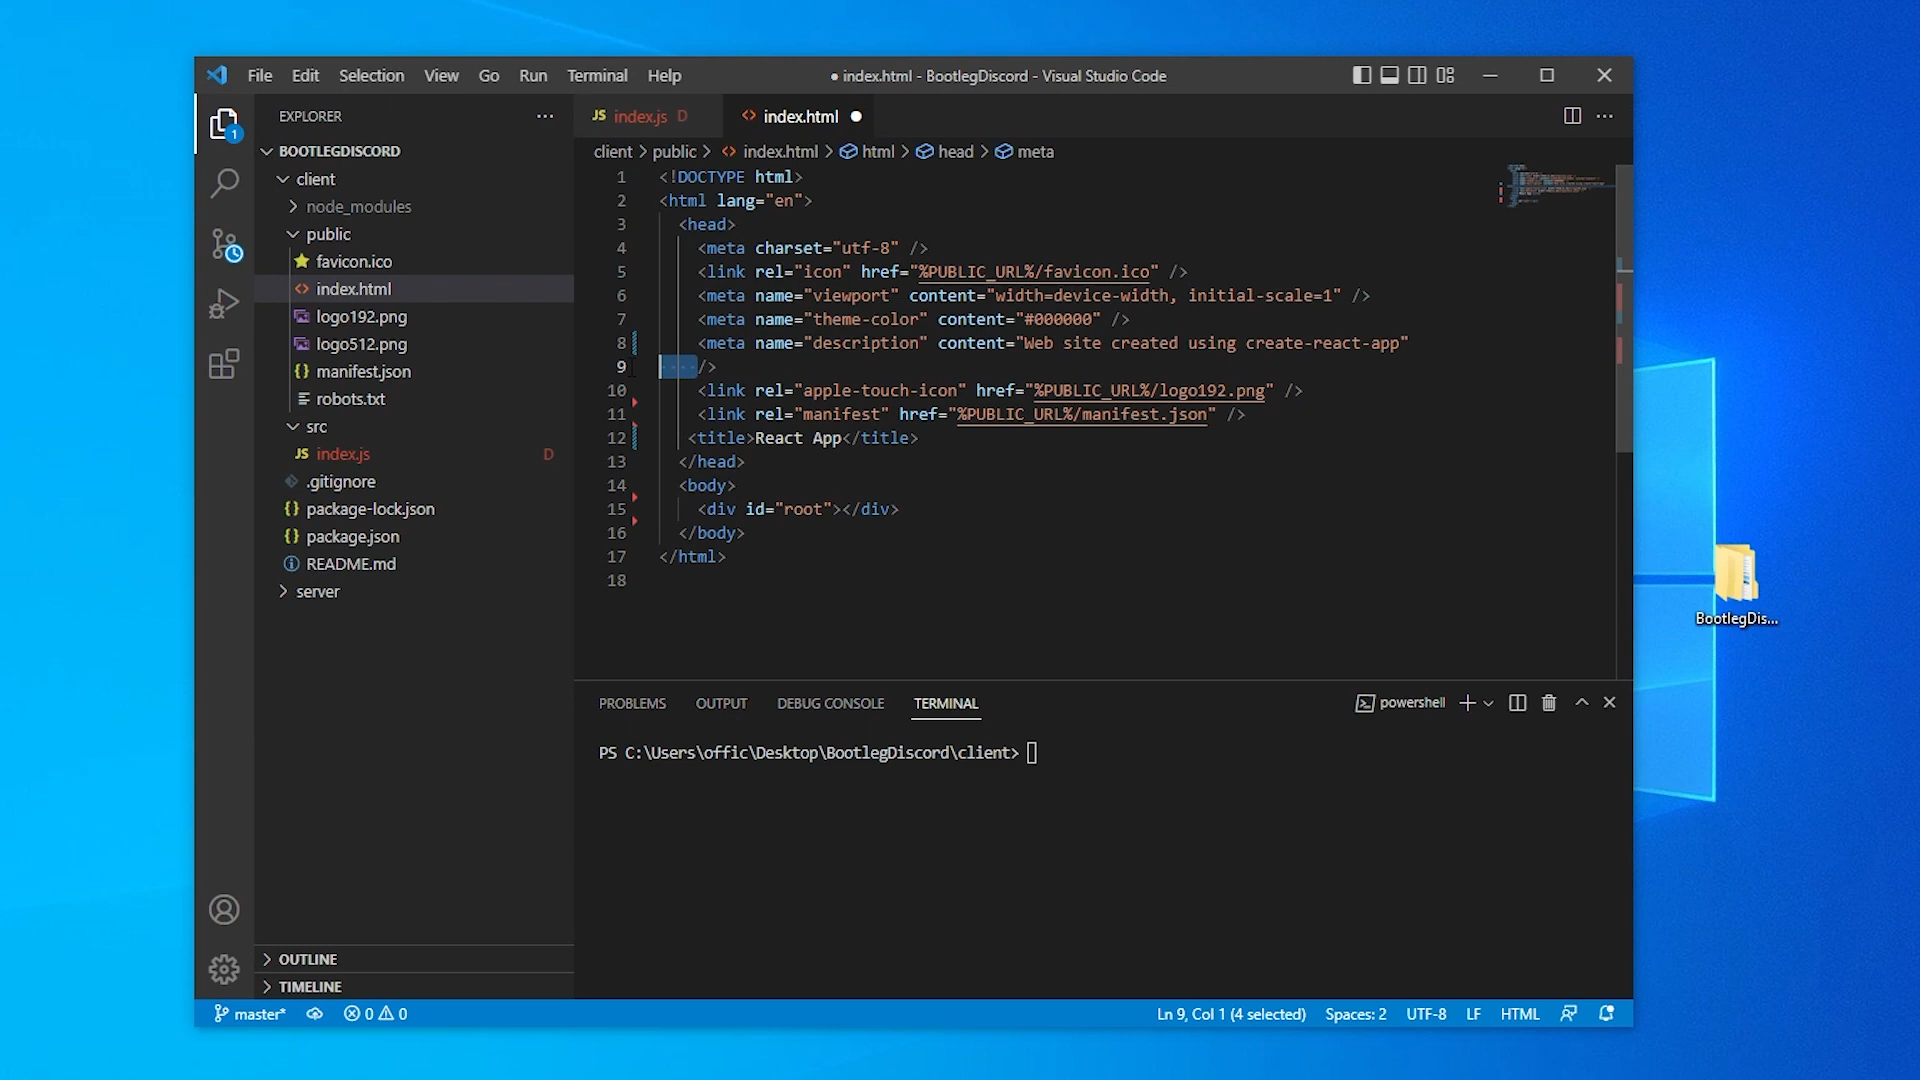 File Edit Selection View Go Run Terminal Help
● index.html - BootlegDiscord - Visual Studio Code
EXPLORER
1
BOOTLEGDISCORD
client
node_modules
public
favicon.ico
index.html
logo192.png
logo512.png
manifest.json
robots.txt
src
JS index.js D
.gitignore
package-lock.json
package.json
README.md
server
OUTLINE
TIMELINE
JS index.js D
<> index.html ●
client > public > <> index.html > html > head > meta
1 <!DOCTYPE html>
2 <html lang="en">
3 <head>
4 <meta charset="utf-8" />
5 <link rel="icon" href="%PUBLIC_URL%/favicon.ico" />
6 <meta name="viewport" content="width=device-width, initial-scale=1" />
7 <meta name="theme-color" content="#000000" />
8 <meta name="description" content="Web site created using create-react-app"
9 ····/>
10 <link rel="apple-touch-icon" href="%PUBLIC_URL%/logo192.png" />
11 <link rel="manifest" href="%PUBLIC_URL%/manifest.json" />
12 <title>React App</title>
13 </head>
14 <body>
15 <div id="root"></div>
16 </body>
17 </html>
18
PROBLEMS OUTPUT DEBUG CONSOLE TERMINAL
powershell
PS C:\Users\offic\Desktop\BootlegDiscord\client>
master* 0 0
Ln 9, Col 1 (4 selected) Spaces: 2 UTF-8 LF HTML
BootlegDis...